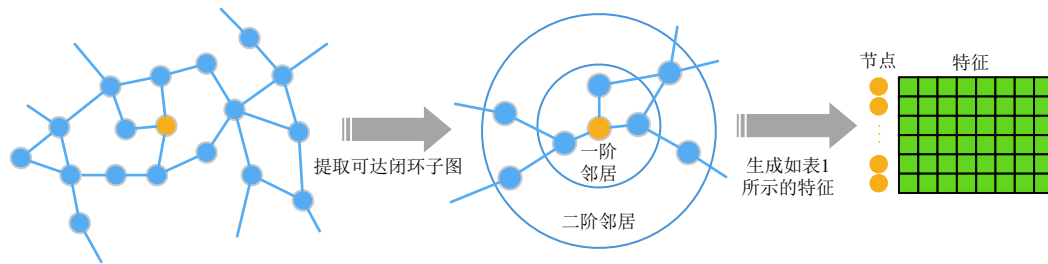 提取可达闭环子图
一阶
邻居
二阶邻居
生成如表1
所示的特征
节点
特征